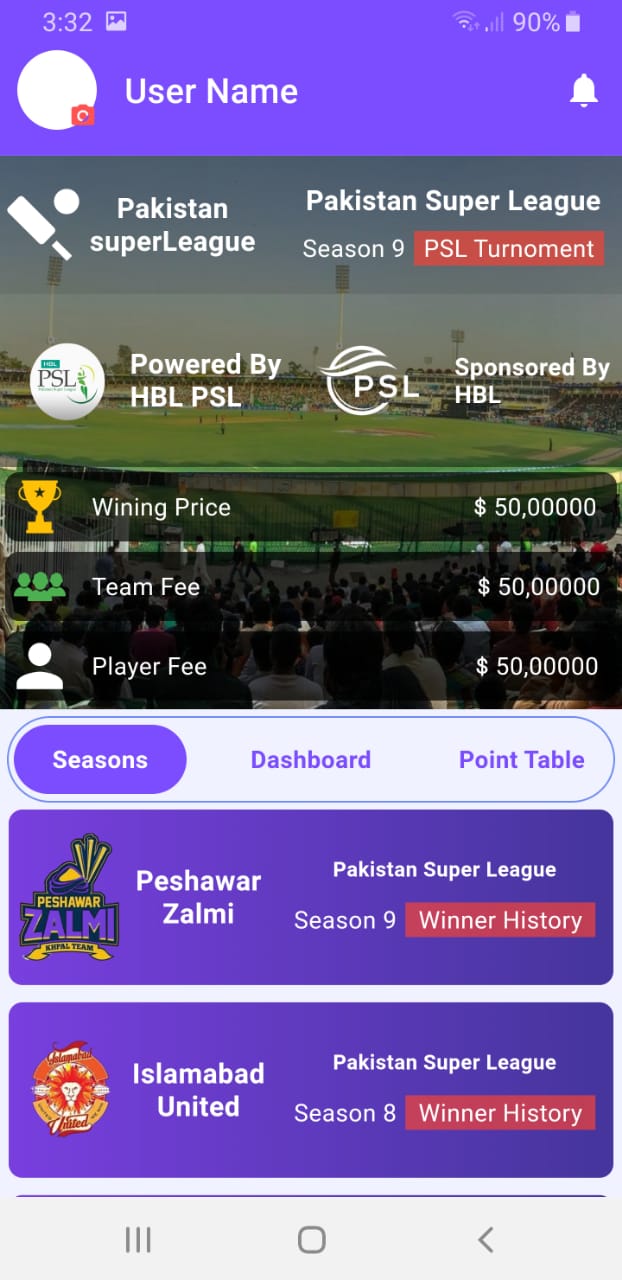 3:32 90%
User Name
Pakistan
superLeague
Pakistan Super League
Season 9 PSL Turnoment
HBL
PSL
Powered By
HBL PSL
PSL
Sponsored By
HBL
Wining Price $ 50,00000
Team Fee $ 50,00000
Player Fee $ 50,00000
Seasons Dashboard Point Table
PESHAWAR
ZALMI
KHPAL TEAM
Peshawar
Zalmi
Pakistan Super League
Season 9 Winner History
Islamabad
United
Islamabad
United
Pakistan Super League
Season 8 Winner History